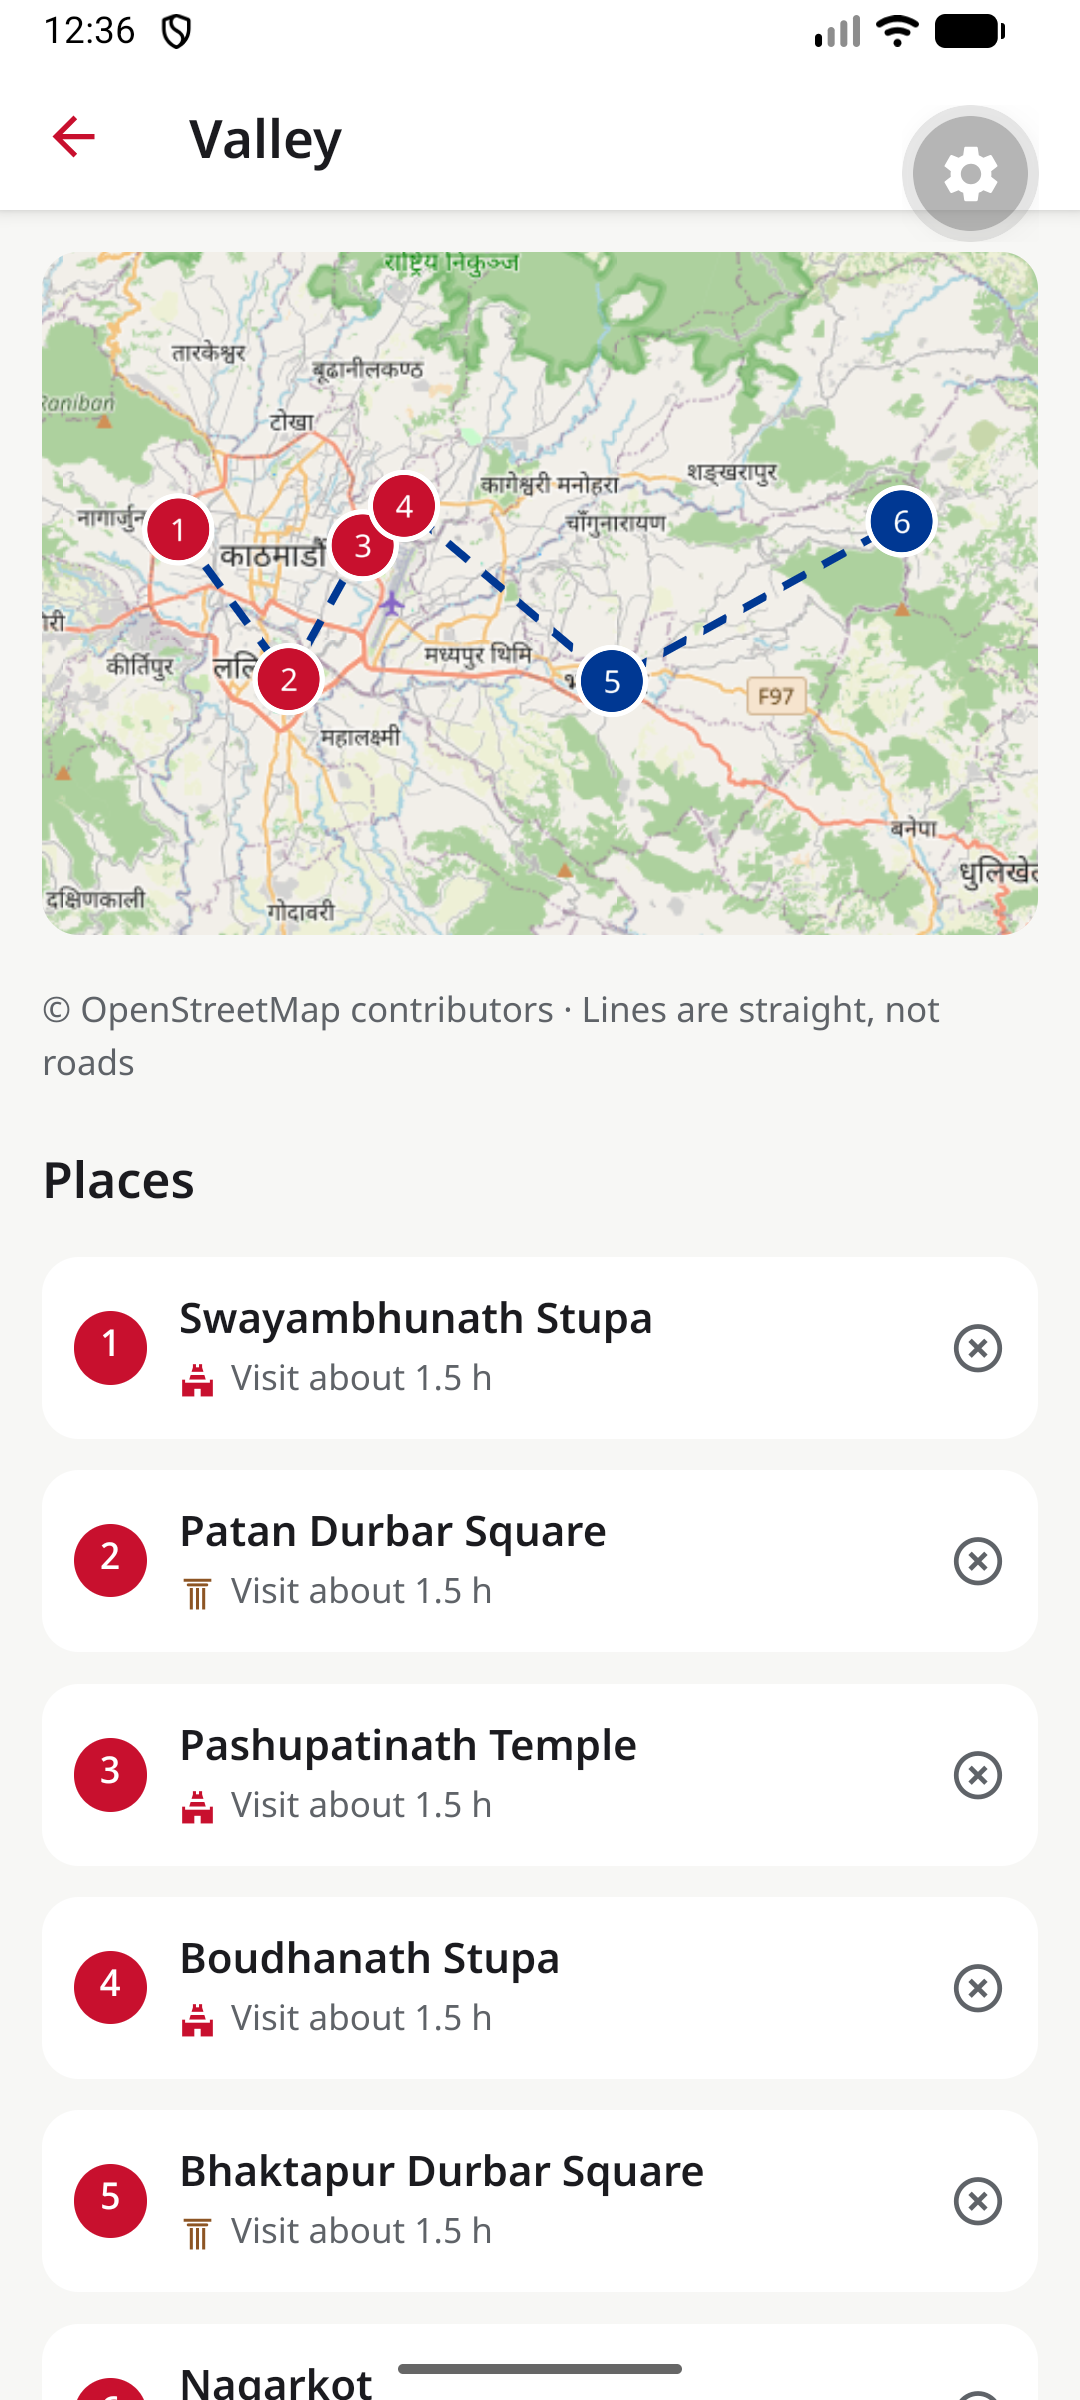 12:36
Valley
राष्ट्रिय निकुञ्ज
तारकेश्वर
बूढानीलकण्ठ
Raniban
टोखा
कागेश्वरी मनोहरा
शङ्खरापुर
नागार्जुन
1
काठमाडौं
3
4
चाँगुनारायण
6
कीर्तिपुर
2
मध्यपुर थिमि
5
F97
महालक्ष्मी
बनेपा
दक्षिणकाली
गोदावरी
© OpenStreetMap contributors · Lines are straight, not
roads
Places
1
Swayambhunath Stupa
Visit about 1.5 h
2
Patan Durbar Square
Visit about 1.5 h
3
Pashupatinath Temple
Visit about 1.5 h
4
Boudhanath Stupa
Visit about 1.5 h
5
Bhaktapur Durbar Square
Visit about 1.5 h
Nagarkot